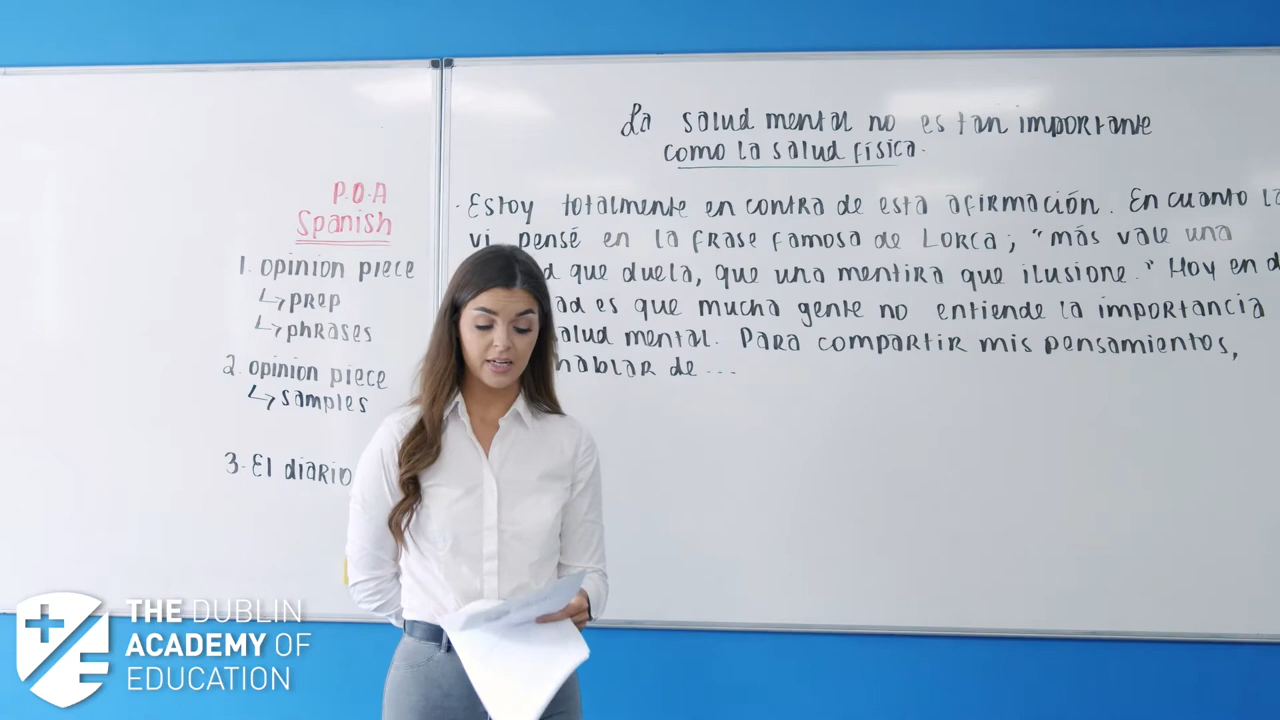 P.O.A
Spanish
1. opinion piece
↳ prep
↳ phrases
2. opinion piece
↳ samples
3. El diario
La salud mental no es tan importante
como la salud física.
· Estoy totalmente en contra de esta afirmación. En cuanto la
vi, pensé en la frase famosa de Lorca; "más vale una
que duela, que una mentira que ilusione." Hoy en
es que mucha gente no entiende la importancia
mental. Para compartir mis pensamientos,
hablar de ...
THE DUBLIN
ACADEMY OF
EDUCATION